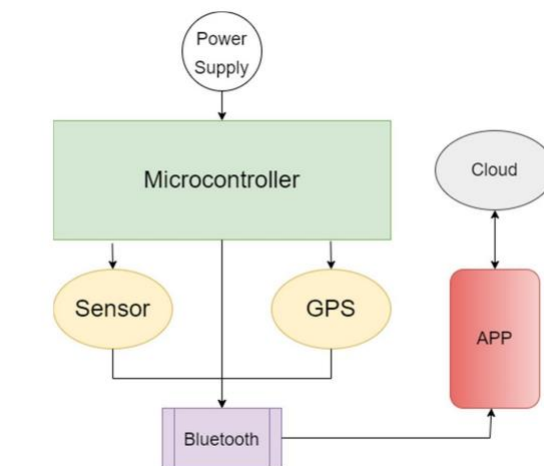 Power
Supply
Microcontroller
Cloud
Sensor
GPS
APP
Bluetooth